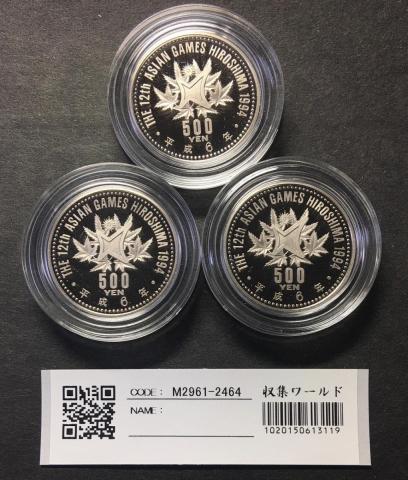 THE 12th ASIAN GAMES HIROSHIMA 1994
500
YEN
平成6年
THE 12th ASIAN GAMES HIROSHIMA 1994
500
YEN
平成6年
THE 12th ASIAN GAMES HIROSHIMA 1994
500
YEN
平成6年
CODE: M2961-2464 収集ワールド
NAME:
1020150613119